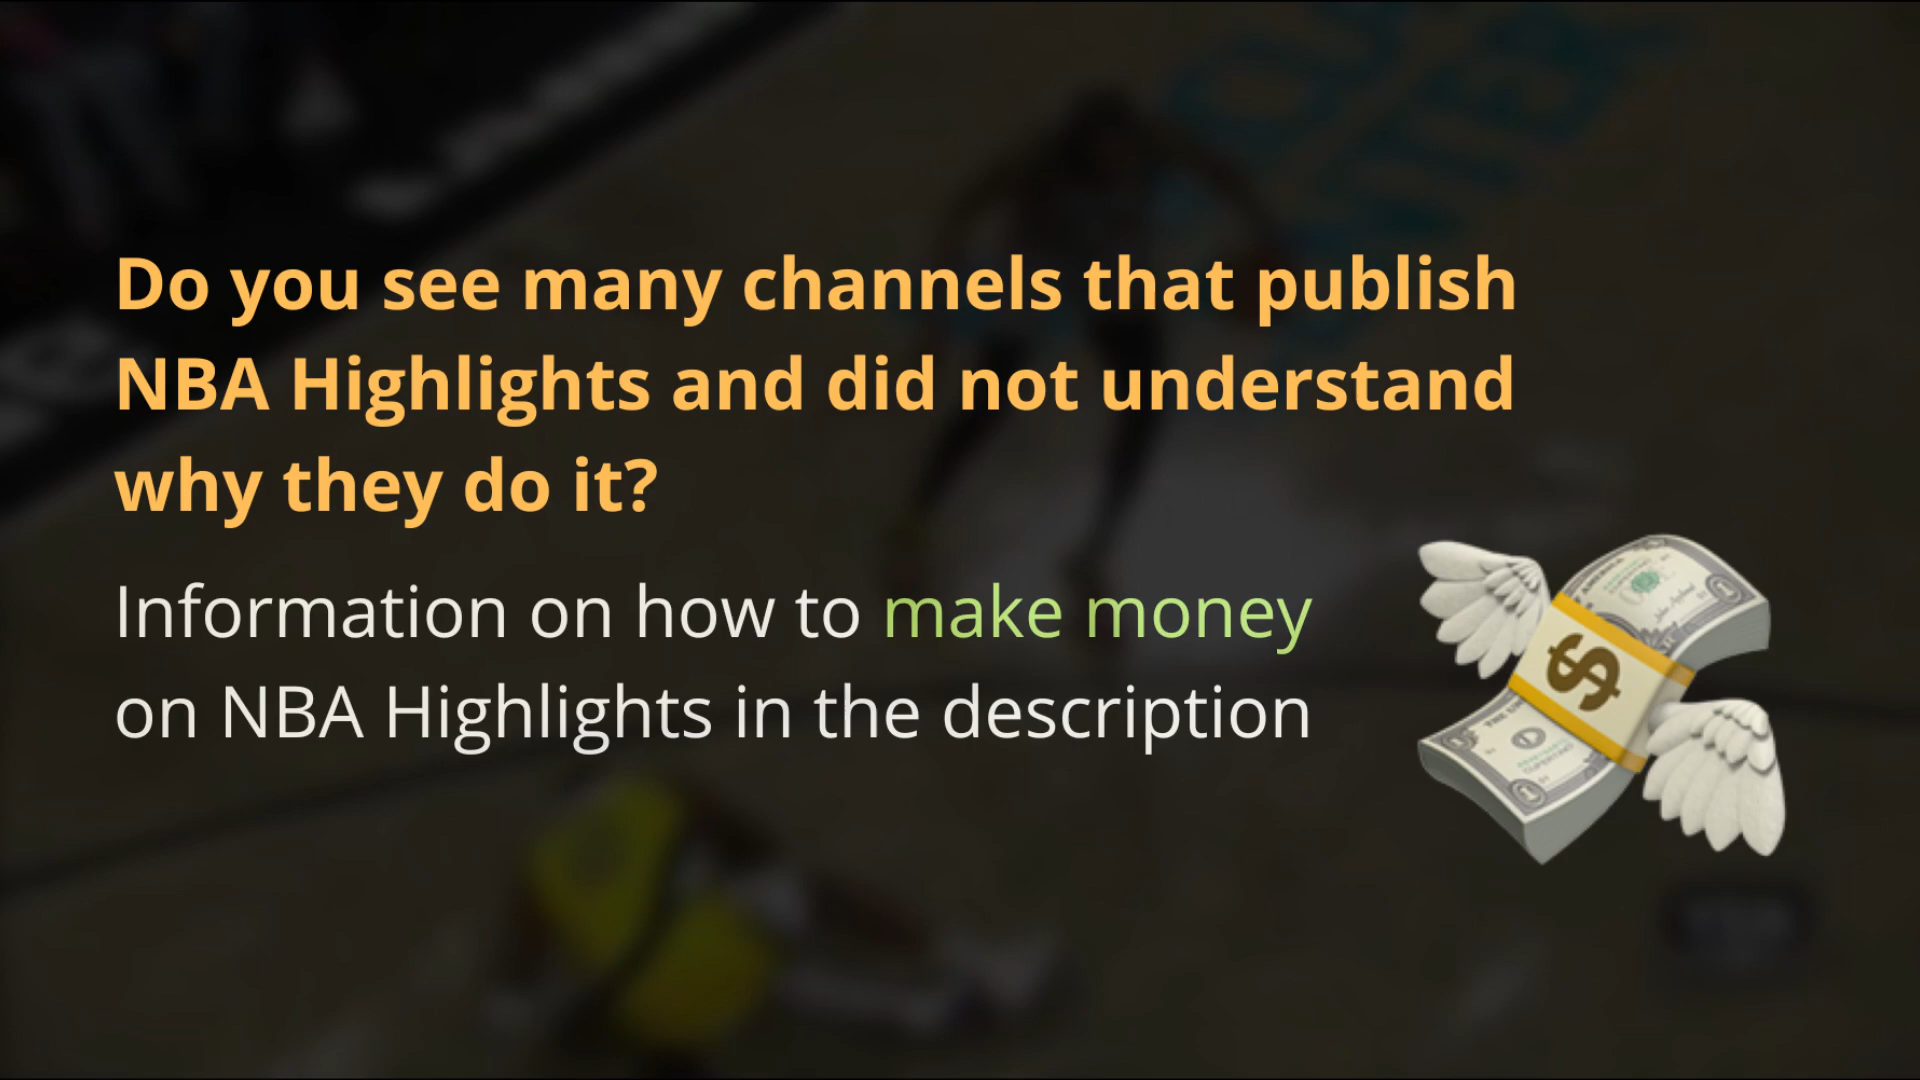 Do you see many channels that publish
NBA Highlights and did not understand
why they do it?
Information on how to make money
on NBA Highlights in the description
$